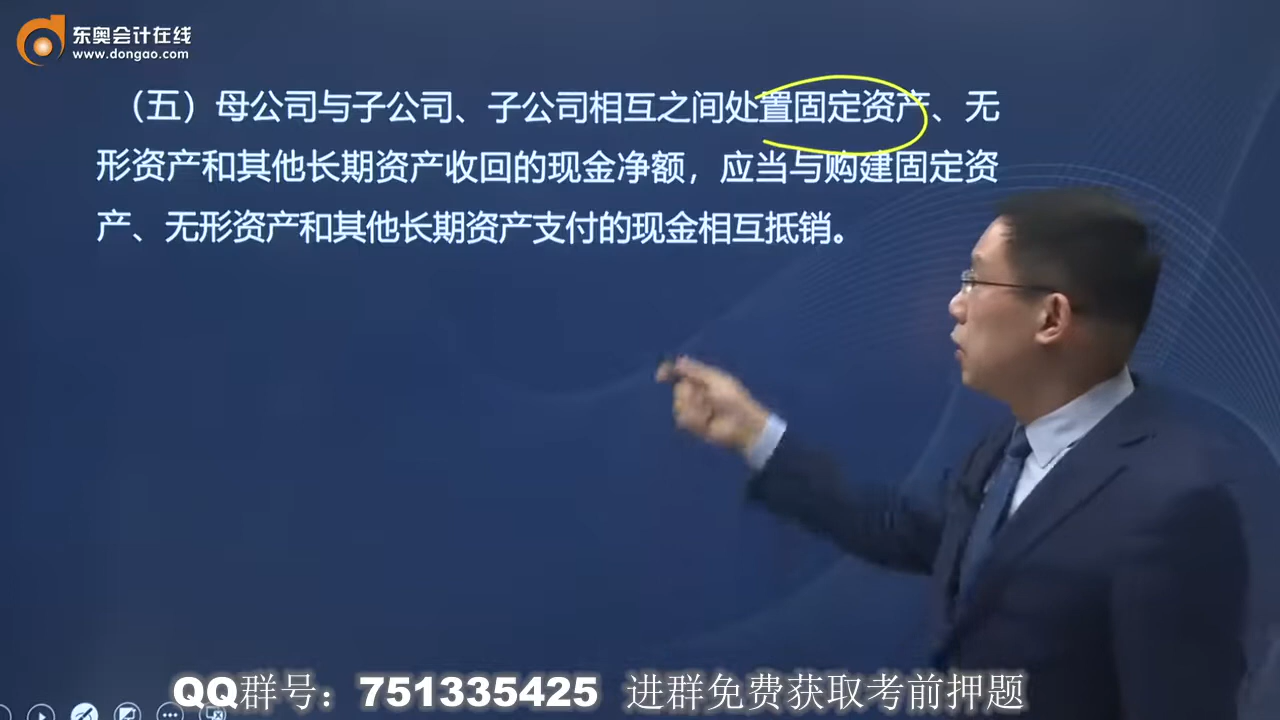 东奥会计在线
www.dongao.com
（五）母公司与子公司、子公司相互之间处置固定资产、无
形资产和其他长期资产收回的现金净额，应当与购建固定资
产、无形资产和其他长期资产支付的现金相互抵销。
QQ群号：751335425 进群免费获取考前押题